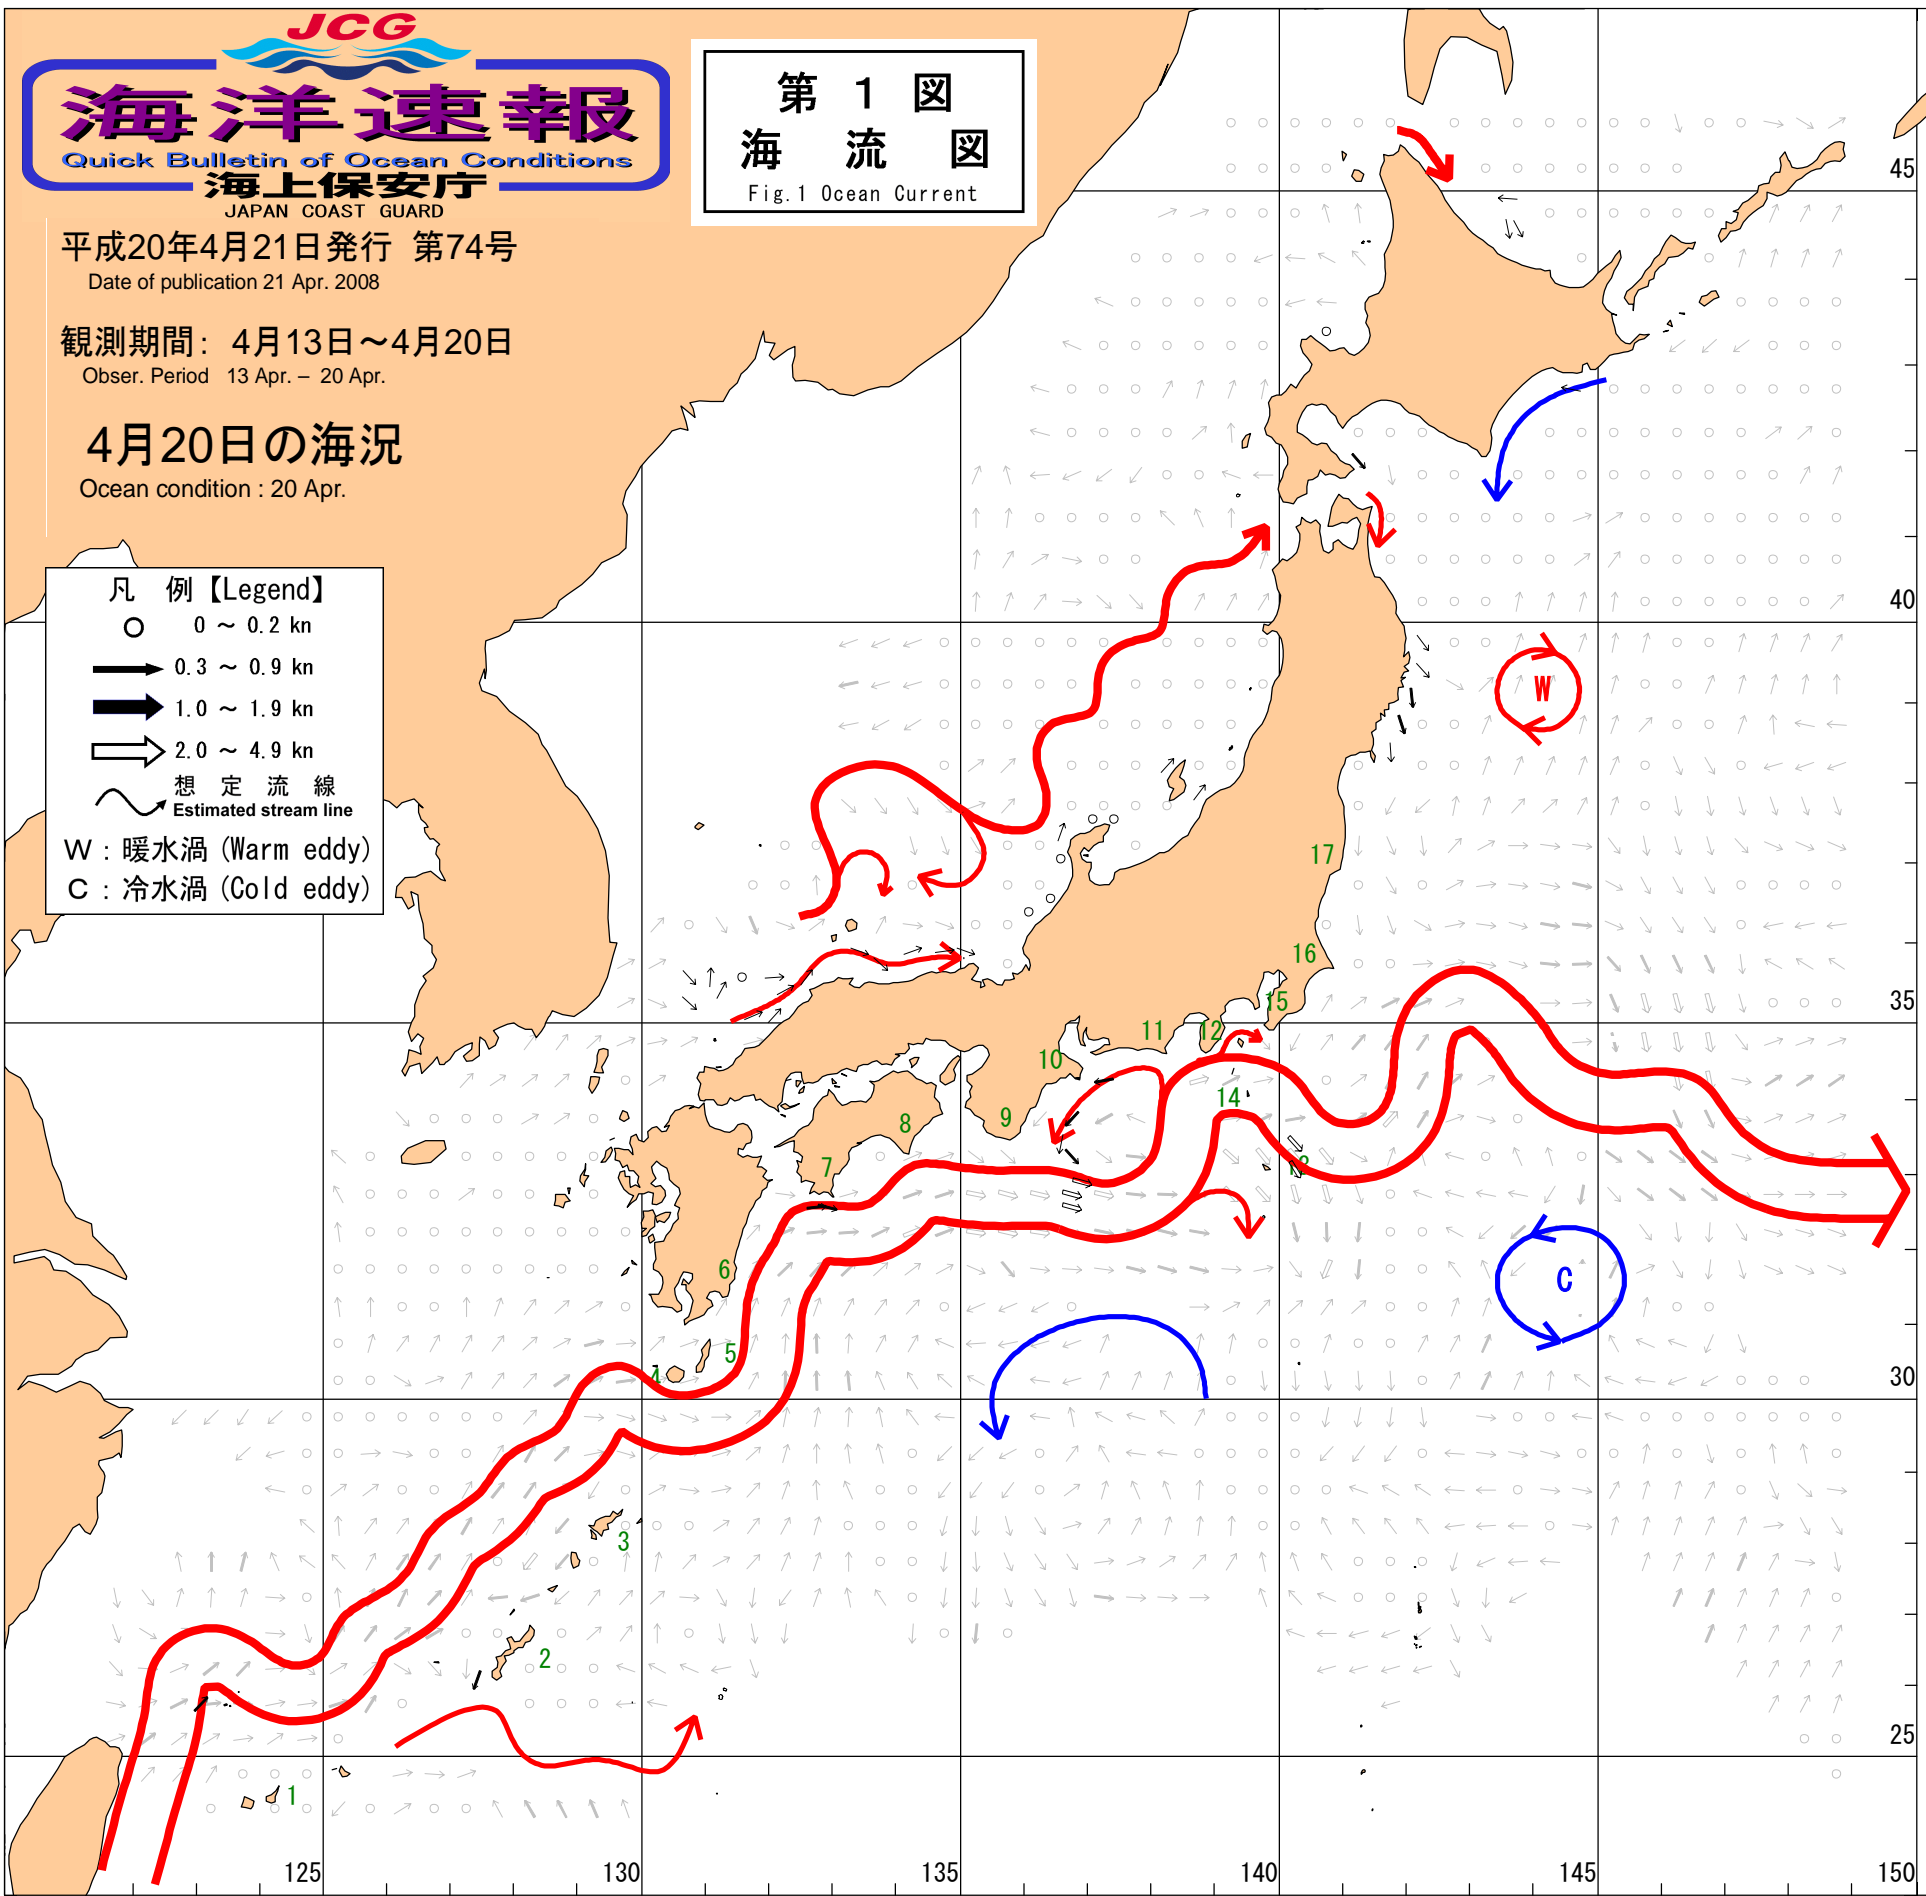 JCG
海洋速報
Quick Bulletin of Ocean Conditions
海上保安庁
JAPAN COAST GUARD
平成20年4月21日発行 第74号
Date of publication 21 Apr. 2008
観測期間: 4月13日～4月20日
Obser. Period 13 Apr. – 20 Apr.
4月20日の海況
Ocean condition : 20 Apr.
第 1 図
海 流 図
Fig.1 Ocean Current
凡 例【Legend】
0 ～ 0.2 kn
0.3 ～ 0.9 kn
1.0 ～ 1.9 kn
2.0 ～ 4.9 kn
想 定 流 線
Estimated stream line
W : 暖水渦 (Warm eddy)
C : 冷水渦 (Cold eddy)
45
40
W
17
16
35
15
12
11
10
14
9
8
7
13
6
C
5
4
30
3
2
25
1
125
130
135
140
145
150